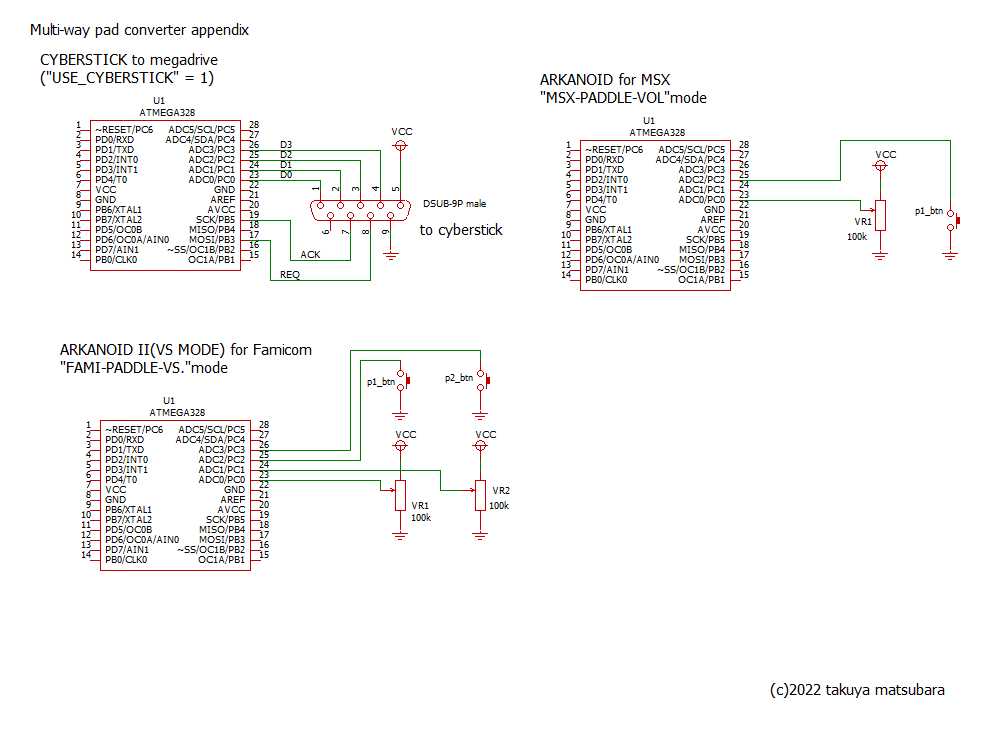 Multi-way pad converter appendix
CYBERSTICK to megadrive
("USE_CYBERSTICK" = 1)
U1
ATMEGA328
1 ~RESET/PC6 ADC5/SCL/PC5 28
2 PD0/RXD ADC4/SDA/PC4 27
3 PD1/TXD ADC3/PC3 26
4 PD2/INT0 ADC2/PC2 25
5 PD3/INT1 ADC1/PC1 24
6 PD4/T0 ADC0/PC0 23
7 VCC GND 22
8 GND AREF 21
9 PB6/XTAL1 AVCC 20
10 PB7/XTAL2 SCK/PB5 19
11 PD5/OC0B MISO/PB4 18
12 PD6/OC0A/AIN0 MOSI/PB3 17
13 PD7/AIN1 ~SS/OC1B/PB2 16
14 PB0/CLK0 OC1A/PB1 15
D3
D2
D1
D0
VCC
1 2 3 4 5
DSUB-9P male
6 7 8 9
to cyberstick
ACK
REQ
ARKANOID for MSX
"MSX-PADDLE-VOL"mode
U1
ATMEGA328
1 ~RESET/PC6 ADC5/SCL/PC5 28
2 PD0/RXD ADC4/SDA/PC4 27
3 PD1/TXD ADC3/PC3 26
4 PD2/INT0 ADC2/PC2 25
5 PD3/INT1 ADC1/PC1 24
6 PD4/T0 ADC0/PC0 23
7 VCC GND 22
8 GND AREF 21
9 PB6/XTAL1 AVCC 20
10 PB7/XTAL2 SCK/PB5 19
11 PD5/OC0B MISO/PB4 18
12 PD6/OC0A/AIN0 MOSI/PB3 17
13 PD7/AIN1 ~SS/OC1B/PB2 16
14 PB0/CLK0 OC1A/PB1 15
VCC
VR1
100k
p1_btn
ARKANOID II(VS MODE) for Famicom
"FAMI-PADDLE-VS."mode
U1
ATMEGA328
1 ~RESET/PC6 ADC5/SCL/PC5 28
2 PD0/RXD ADC4/SDA/PC4 27
3 PD1/TXD ADC3/PC3 26
4 PD2/INT0 ADC2/PC2 25
5 PD3/INT1 ADC1/PC1 24
6 PD4/T0 ADC0/PC0 23
7 VCC GND 22
8 GND AREF 21
9 PB6/XTAL1 AVCC 20
10 PB7/XTAL2 SCK/PB5 19
11 PD5/OC0B MISO/PB4 18
12 PD6/OC0A/AIN0 MOSI/PB3 17
13 PD7/AIN1 ~SS/OC1B/PB2 16
14 PB0/CLK0 OC1A/PB1 15
p1_btn p2_btn
VCC VCC
VR1 VR2
100k 100k
(c)2022 takuya matsubara